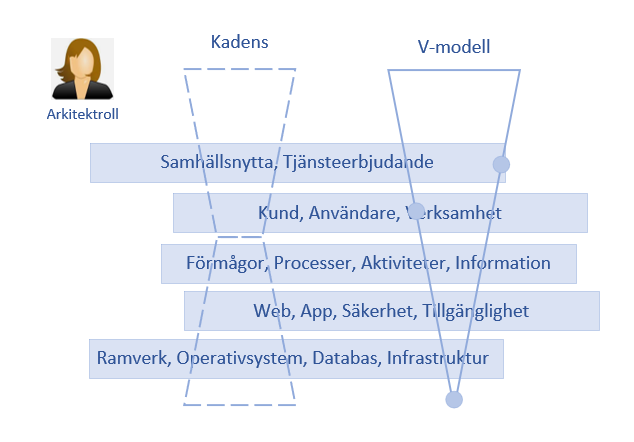 Kadens
V-modell
Arkitektroll
Samhällsnytta, Tjänsteerbjudande
Kund, Användare, Verksamhet
Förmågor, Processer, Aktiviteter, Information
Web, App, Säkerhet, Tillgänglighet
Ramverk, Operativsystem, Databas, Infrastruktur